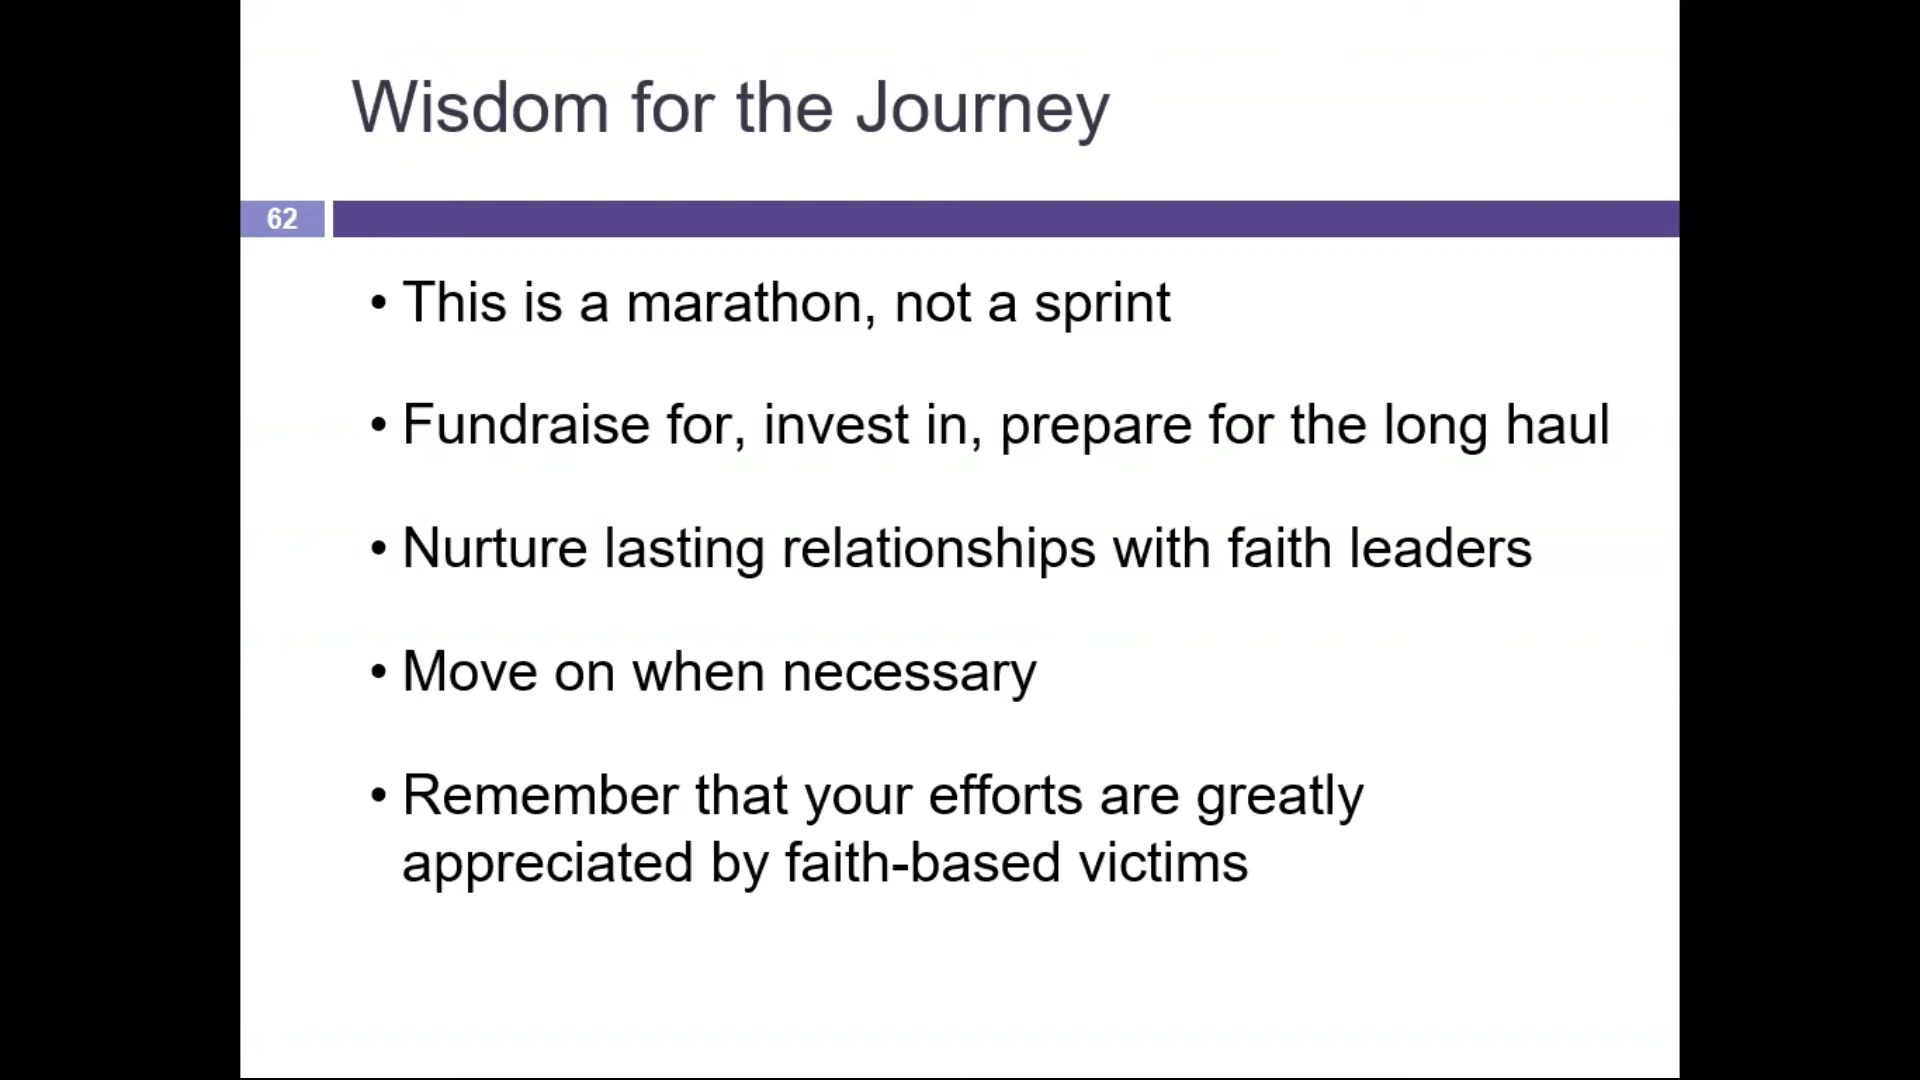 Wisdom for the Journey
62
• This is a marathon, not a sprint
• Fundraise for, invest in, prepare for the long haul
• Nurture lasting relationships with faith leaders
• Move on when necessary
• Remember that your efforts are greatly
appreciated by faith-based victims